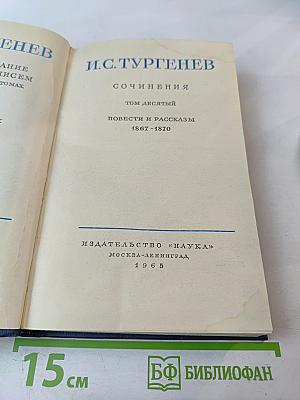 ГЕНЕВ
АНИЕ
ИСЕМ
ТОМАХ
И.С.ТУРГЕНЕВ
СОЧИНЕНИЯ
ТОМ ДЕСЯТЫЙ
ПОВЕСТИ И РАССКАЗЫ
1867-1870
ИЗДАТЕЛЬСТВО «НАУКА»
МОСКВА-ЛЕНИНГРАД
1965
15 см
БФ БИБЛИОФАН